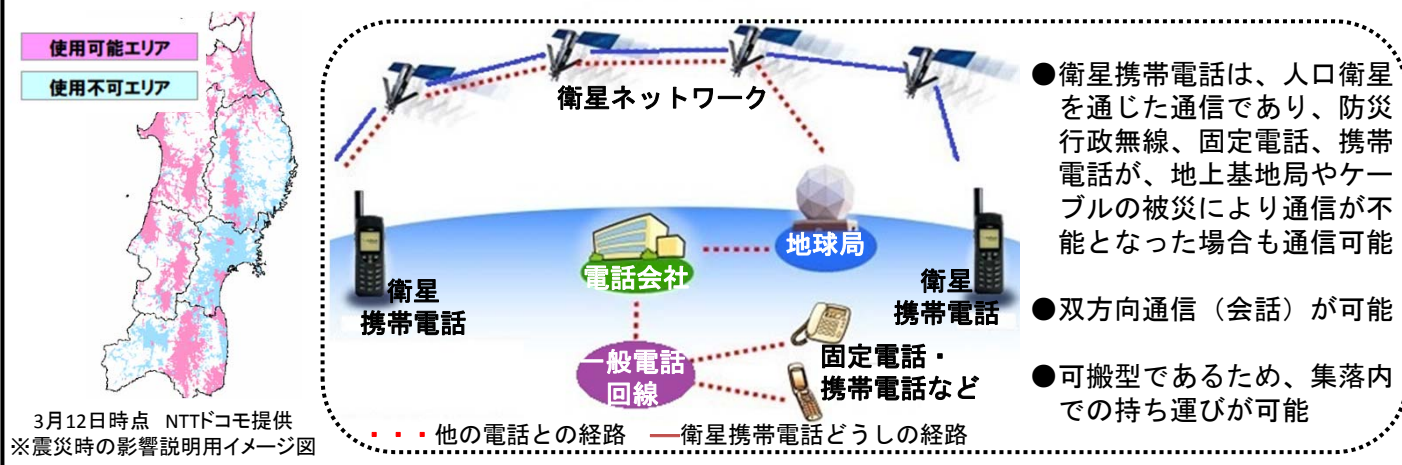 使用可能エリア
使用不可エリア
3月12日時点 NTTドコモ提供
※震災時の影響説明用イメージ図
衛星ネットワーク
地球局
電話会社
衛星
携帯電話
衛星
携帯電話
一般電話
回線
固定電話・
携帯電話など
・・・他の電話との経路 ―衛星携帯電話どうしの経路
●衛星携帯電話は、人口衛星
を通じた通信であり、防災
行政無線、固定電話、携帯
電話が、地上基地局やケー
ブルの被災により通信が不
能となった場合も通信可能
●双方向通信（会話）が可能
●可搬型であるため、集落内
での持ち運びが可能